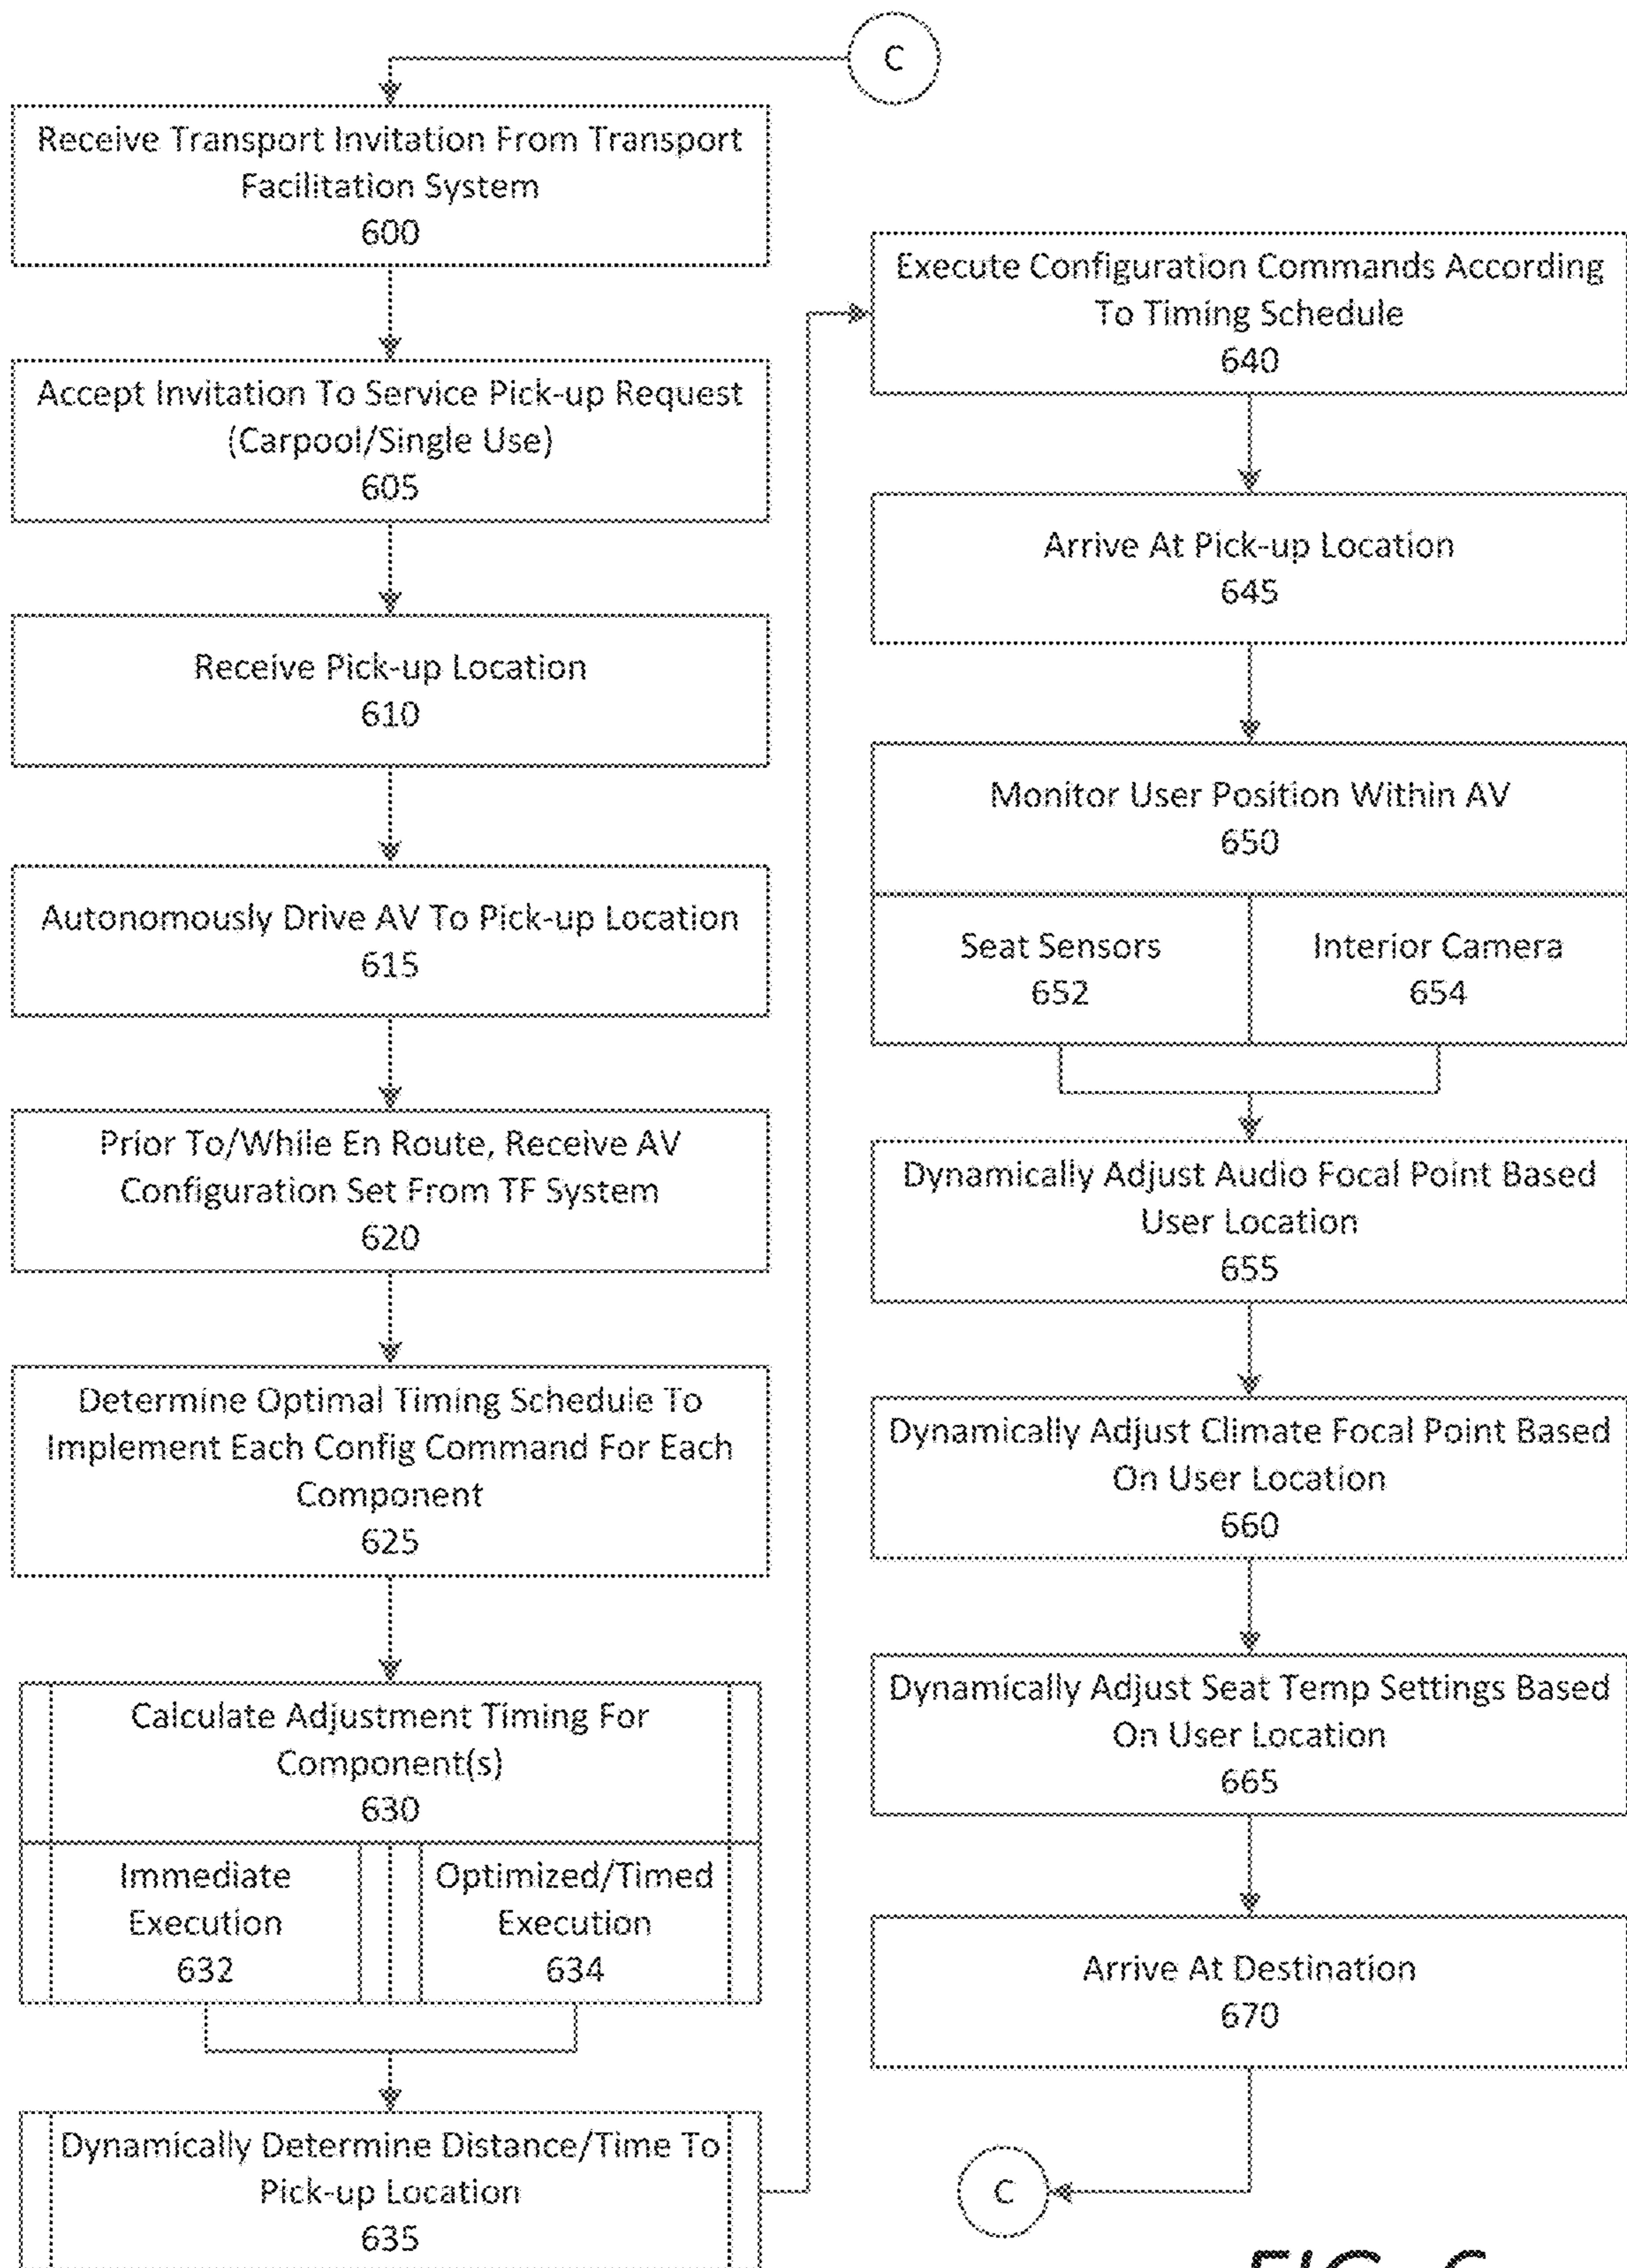 C
Receive Transport Invitation From Transport
Facilitation System
600
Accept Invitation To Service Pick-up Request
(Carpool/Single Use)
605
Receive Pick-up Location
610
Autonomously Drive AV To Pick-up Location
615
Prior To/While En Route, Receive AV
Configuration Set From TF System
620
Determine Optimal Timing Schedule To
Implement Each Config Command For Each
Component
625
Calculate Adjustment Timing For
Component(s)
630
Immediate
Execution
632
Optimized/Timed
Execution
634
Dynamically Determine Distance/Time To
Pick-up Location
635
Execute Configuration Commands According
To Timing Schedule
640
Arrive At Pick-up Location
645
Monitor User Position Within AV
650
Seat Sensors
652
Interior Camera
654
Dynamically Adjust Audio Focal Point Based
User Location
655
Dynamically Adjust Climate Focal Point Based
On User Location
660
Dynamically Adjust Seat Temp Settings Based
On User Location
665
Arrive At Destination
670
C